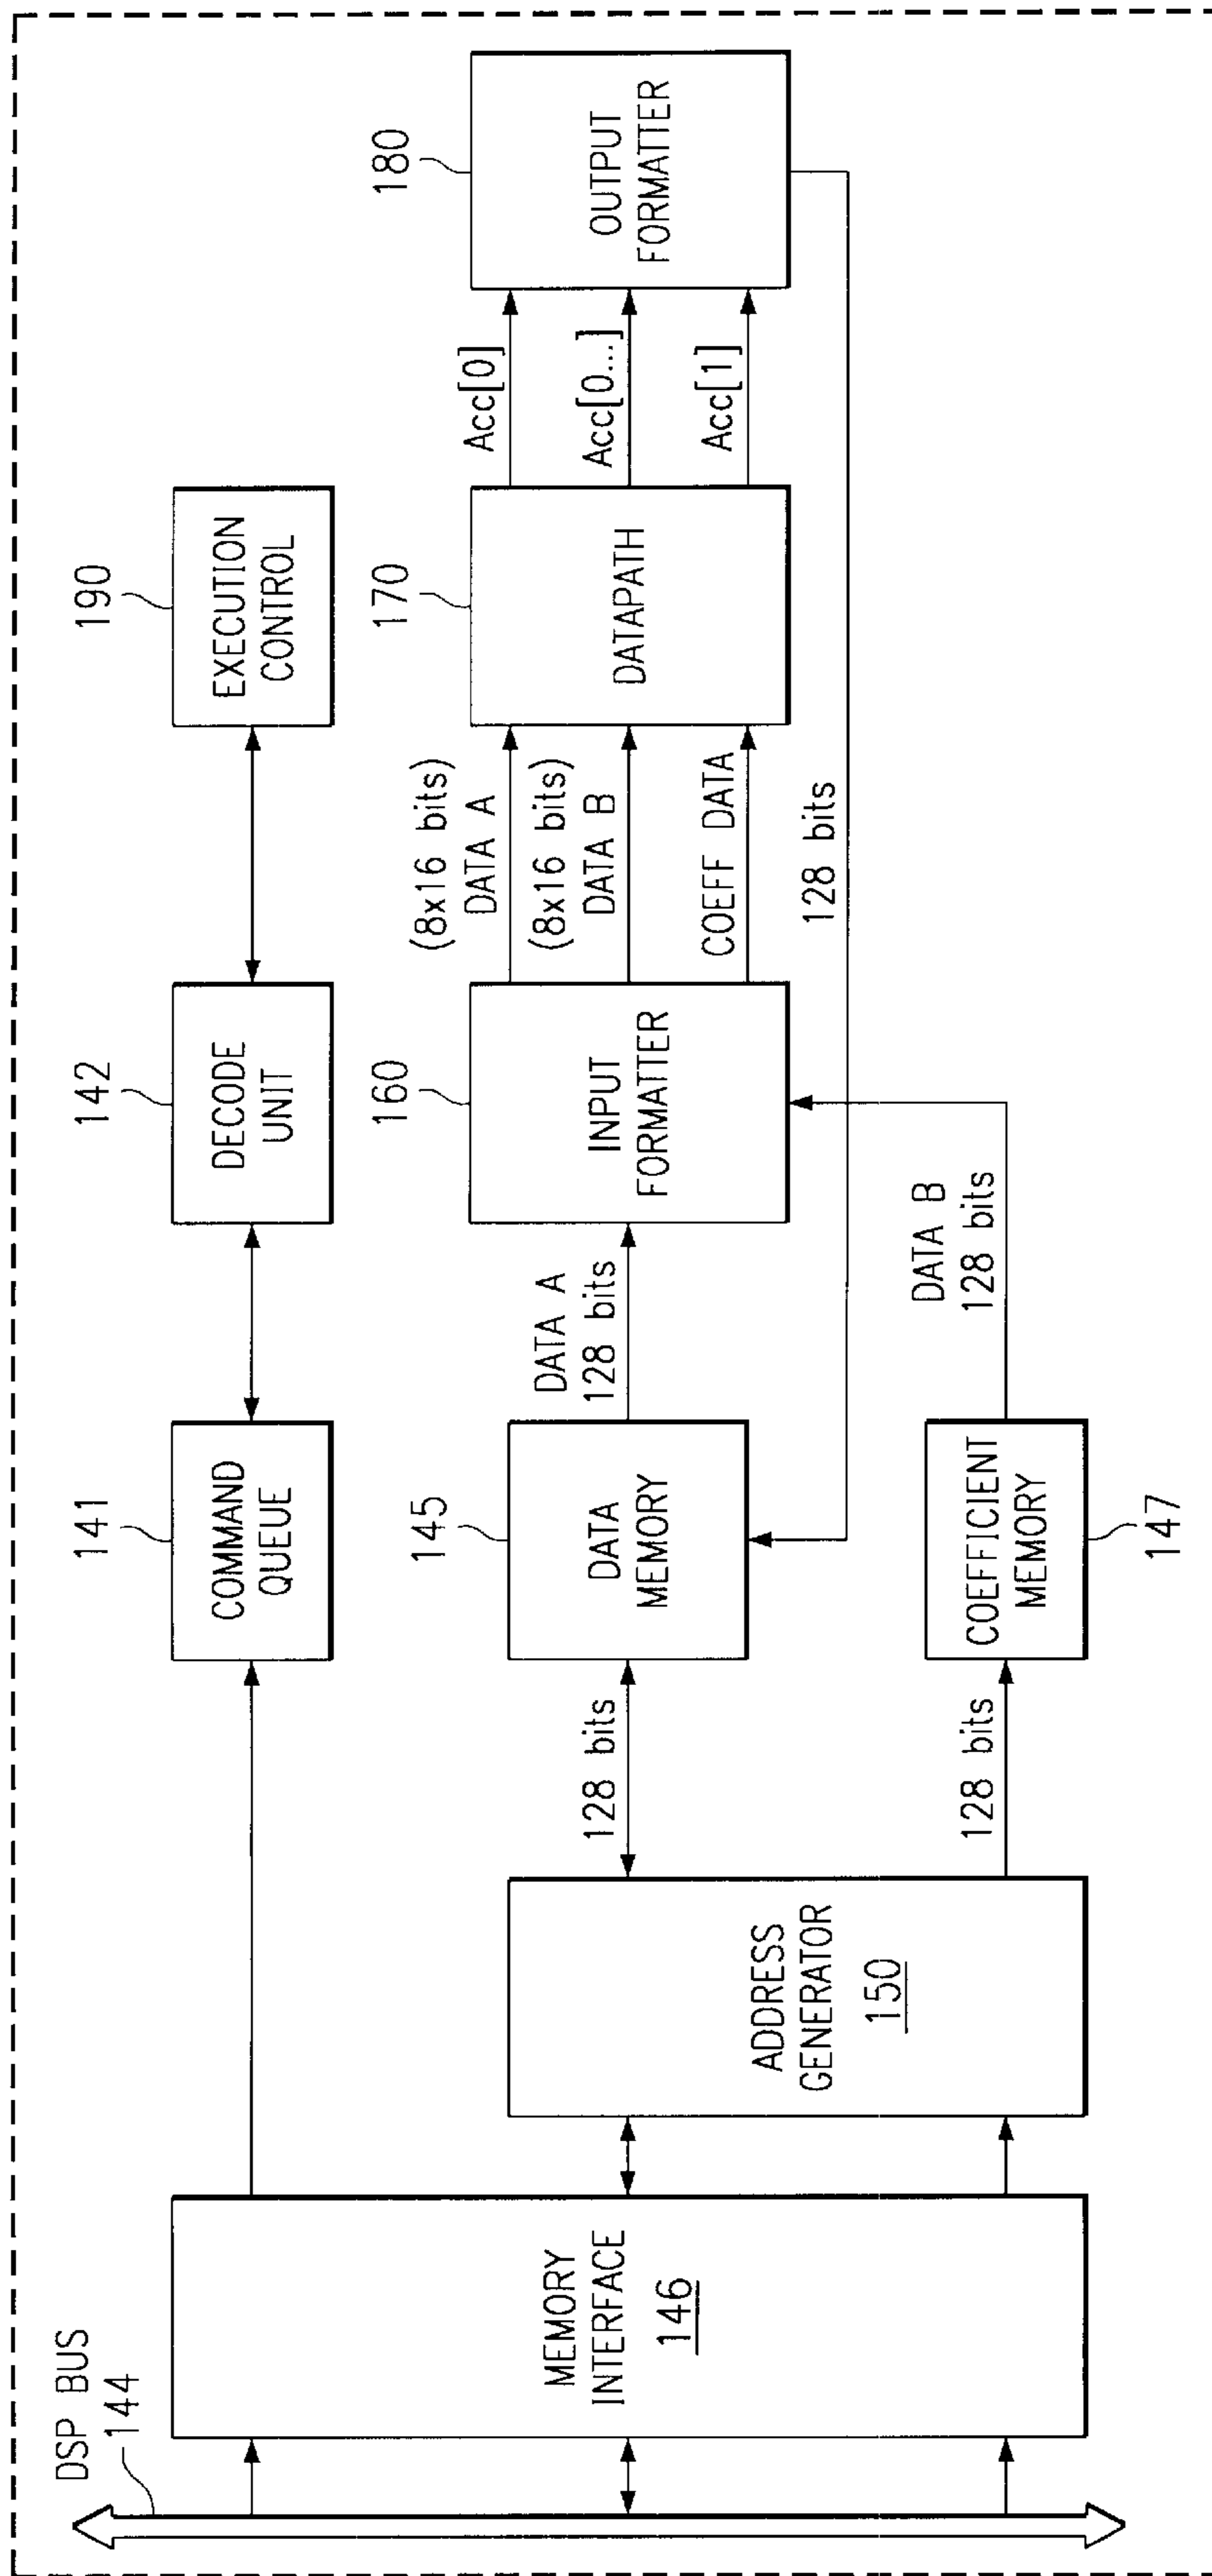 DSP BUS
144
MEMORY
INTERFACE
146
ADDRESS
GENERATOR
150
128 bits
128 bits
141
COMMAND
QUEUE
145
DATA
MEMORY
COEFFICIENT
MEMORY
147
DATA A
128 bits
DATA B
128 bits
142
DECODE
UNIT
160
INPUT
FORMATTER
(8x16 bits)
DATA A
(8x16 bits)
DATA B
COEFF DATA
128 bits
190
EXECUTION
CONTROL
170
DATAPATH
Acc[0]
Acc[0...]
Acc[1]
180
OUTPUT
FORMATTER